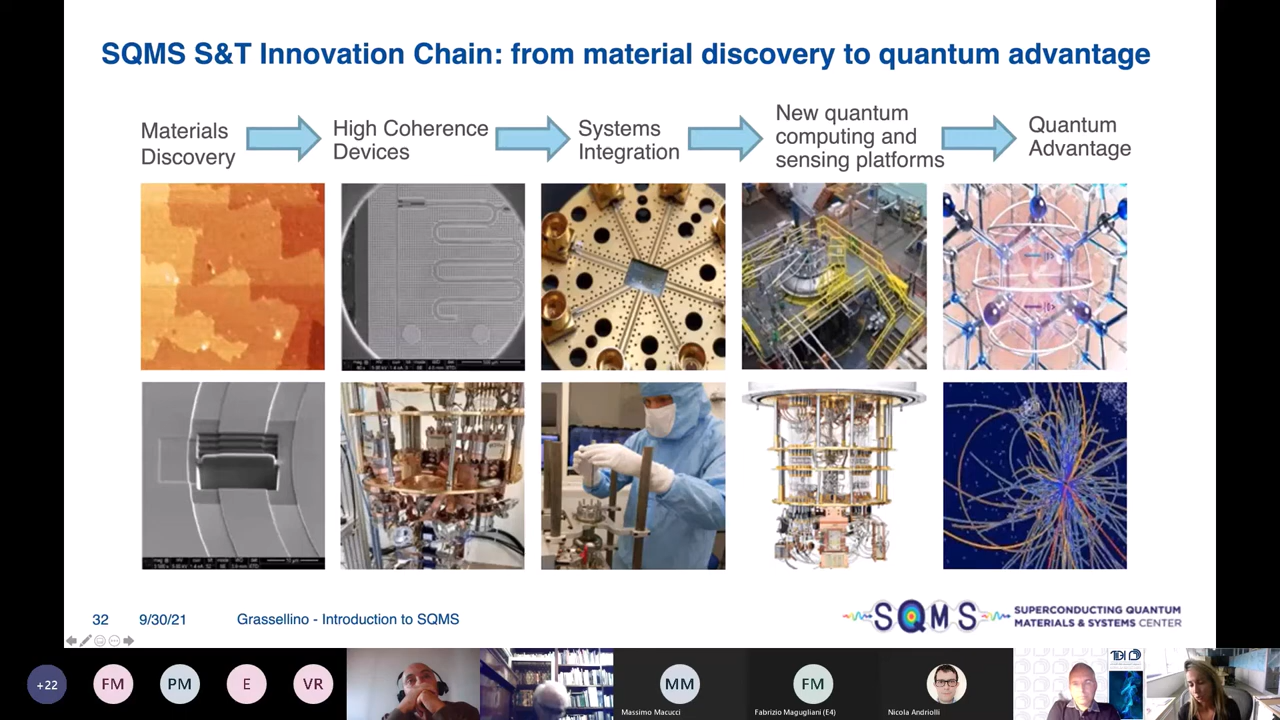 SQMS S&T Innovation Chain: from material discovery to quantum advantage
Materials
Discovery
High Coherence
Devices
Systems
Integration
New quantum
computing and
sensing platforms
Quantum
Advantage
32
9/30/21
Grassellino - Introduction to SQMS
SQMS
SUPERCONDUCTING QUANTUM
MATERIALS & SYSTEMS CENTER
+22
FM
PM
E
VR
MM
Massimo Macucci
FM
Fabrizio Magugliani (E4)
Nicola Andriolli